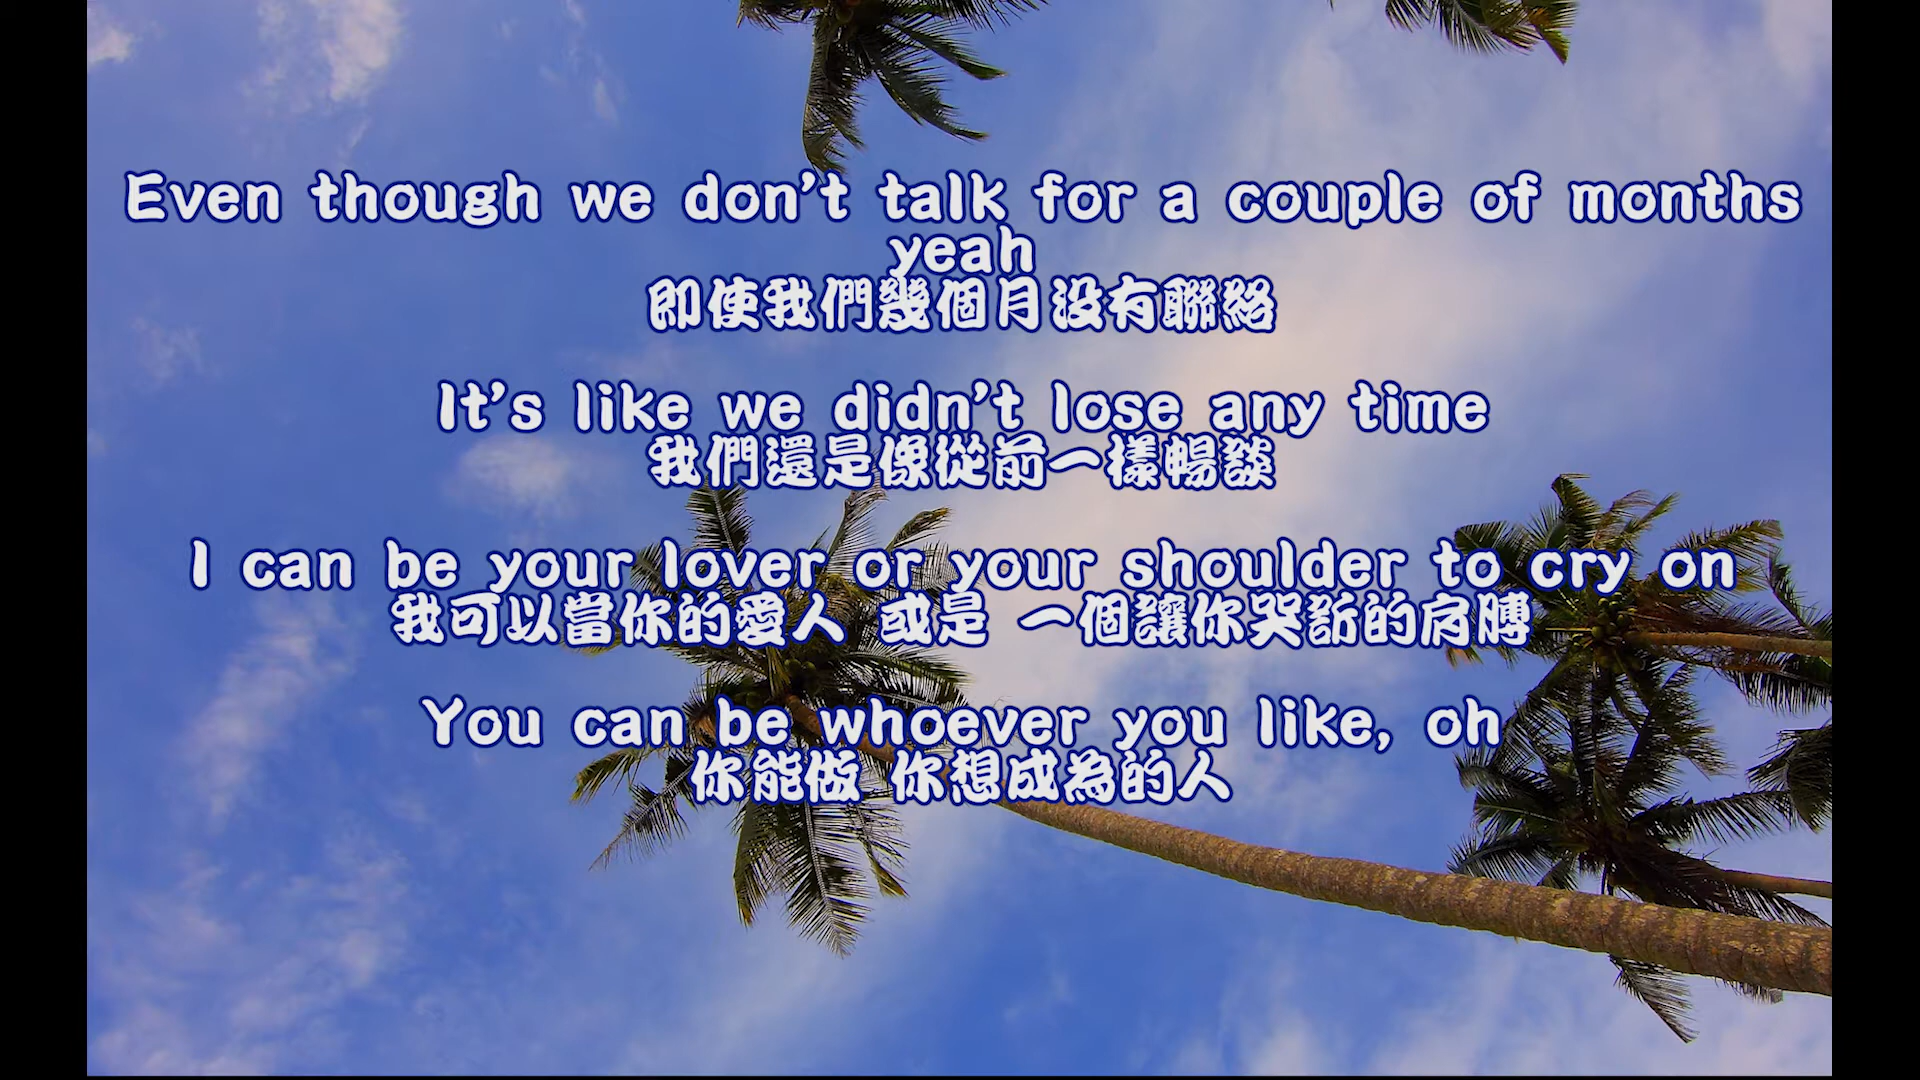 Even though we don't talk for a couple of months
yeah
即使我們幾個月没有聯絡
It's like we didn't lose any time
我們還是像從前一樣暢談
I can be your lover or your shoulder to cry on
我可以當你的愛人 或是 一個讓你哭訴的肩膊
You can be whoever you like, oh
你能做 你想成為的人